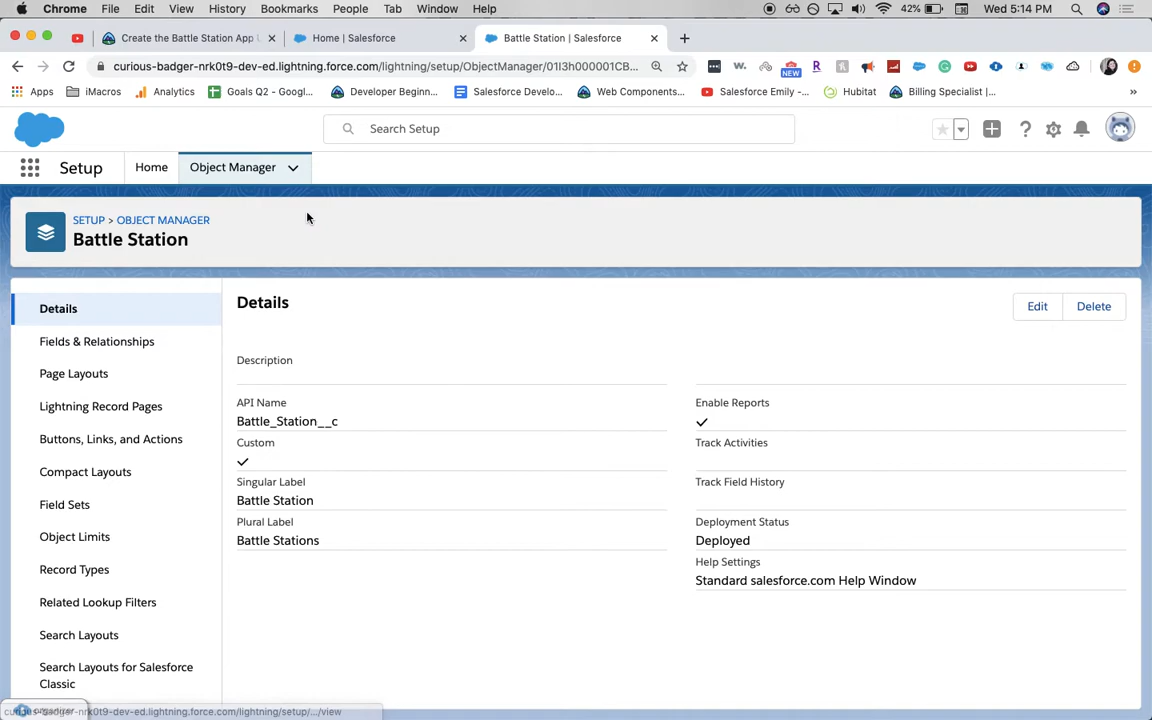 Chrome File Edit View History Bookmarks People Tab Window Help 42% Wed 5:14 PM
Create the Battle Station App Home | Salesforce Battle Station | Salesforce
curious-badger-nrk0t9-dev-ed.lightning.force.com/lightning/setup/ObjectManager/01I3h000001CB... NEW
Apps iMacros Analytics Goals Q2 - Googl... Developer Beginn... Salesforce Develo... Web Components... Salesforce Emily -... Hubitat Billing Specialist |... »
Search Setup
Setup Home Object Manager
SETUP > OBJECT MANAGER
Battle Station
Details
Fields & Relationships
Page Layouts
Lightning Record Pages
Buttons, Links, and Actions
Compact Layouts
Field Sets
Object Limits
Record Types
Related Lookup Filters
Search Layouts
Search Layouts for Salesforce
Classic
Details Edit Delete
Description
API Name
Battle_Station__c
Custom
Singular Label
Battle Station
Plural Label
Battle Stations
Enable Reports
Track Activities
Track Field History
Deployment Status
Deployed
Help Settings
Standard salesforce.com Help Window
curious-badger-nrk0t9-dev-ed.lightning.force.com/lightning/setup/.../view